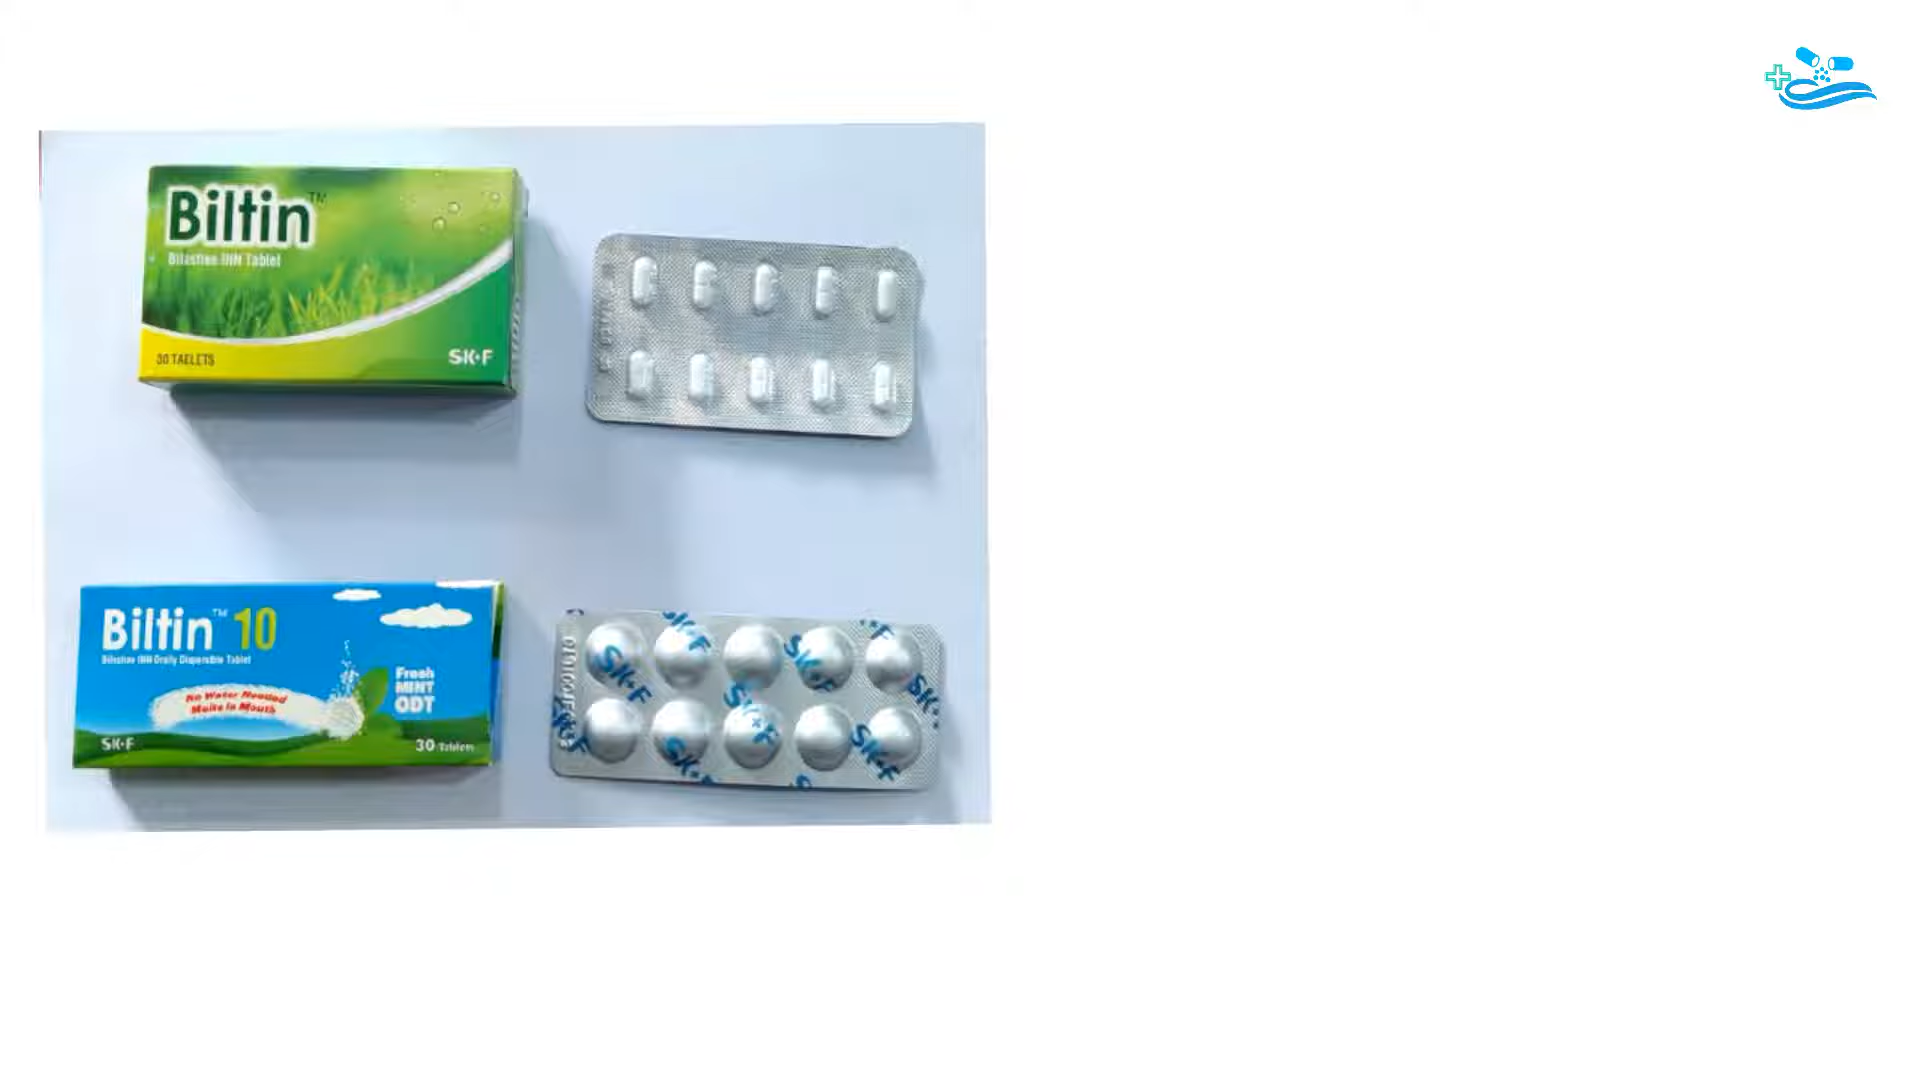 Biltin™
Bilastine INN Tablet
30 TABLETS
SK+F
Biltin™ 10
Bilastine INN Orally Dispersible Tablet
No Water Needed
Melts in Mouth
Fresh
MINT
ODT
SK+F
30 Tablets
SK+F
SK+F
SK+F
SK+F
SK+F
SK+F